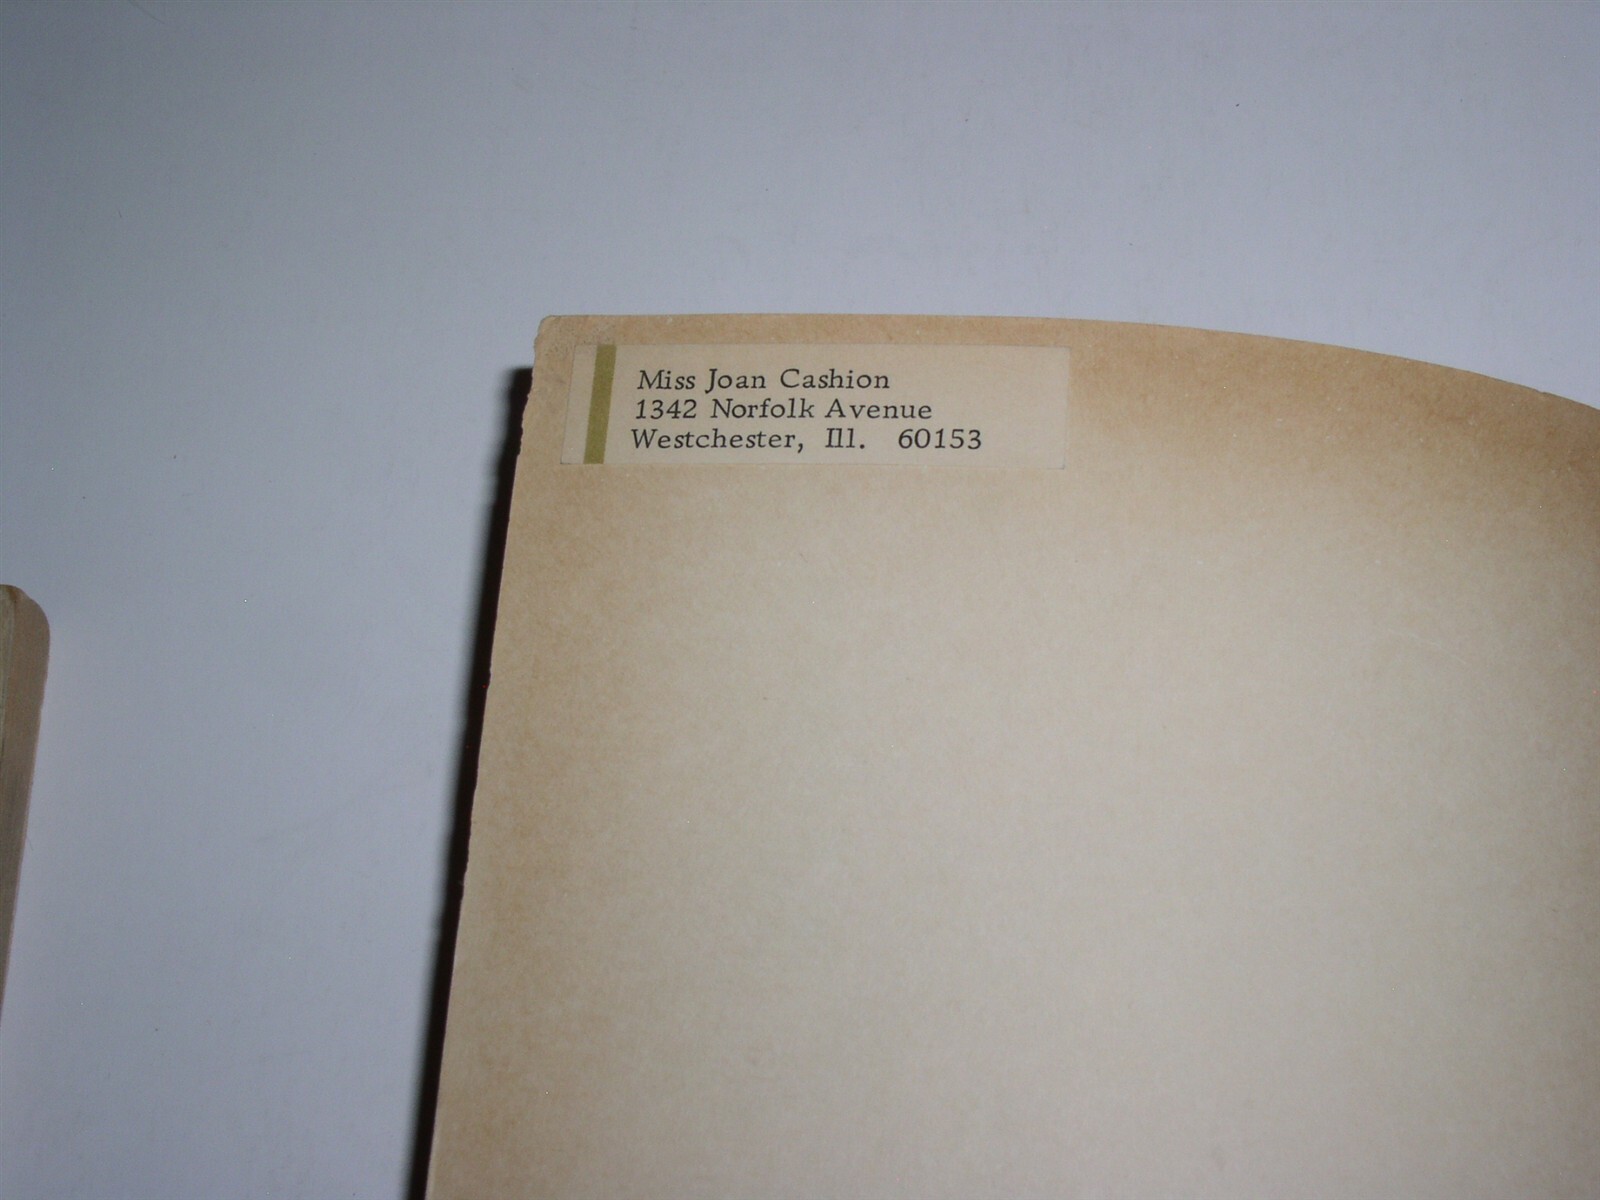 Miss Joan Cashion
1342 Norfolk Avenue
Westchester, Ill. 60153